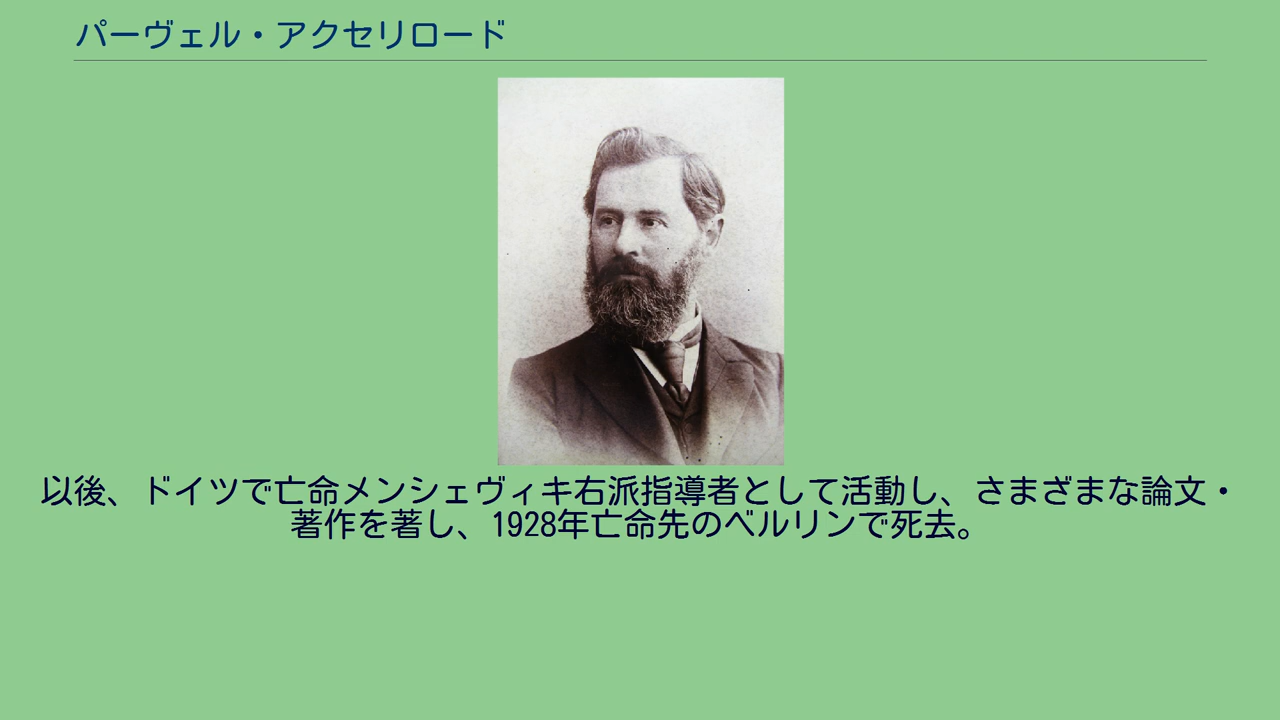 パーヴェル・アクセリロード
以後、ドイツで亡命メンシェヴィキ右派指導者として活動し、さまざまな論文・
著作を著し、1928年亡命先のベルリンで死去。